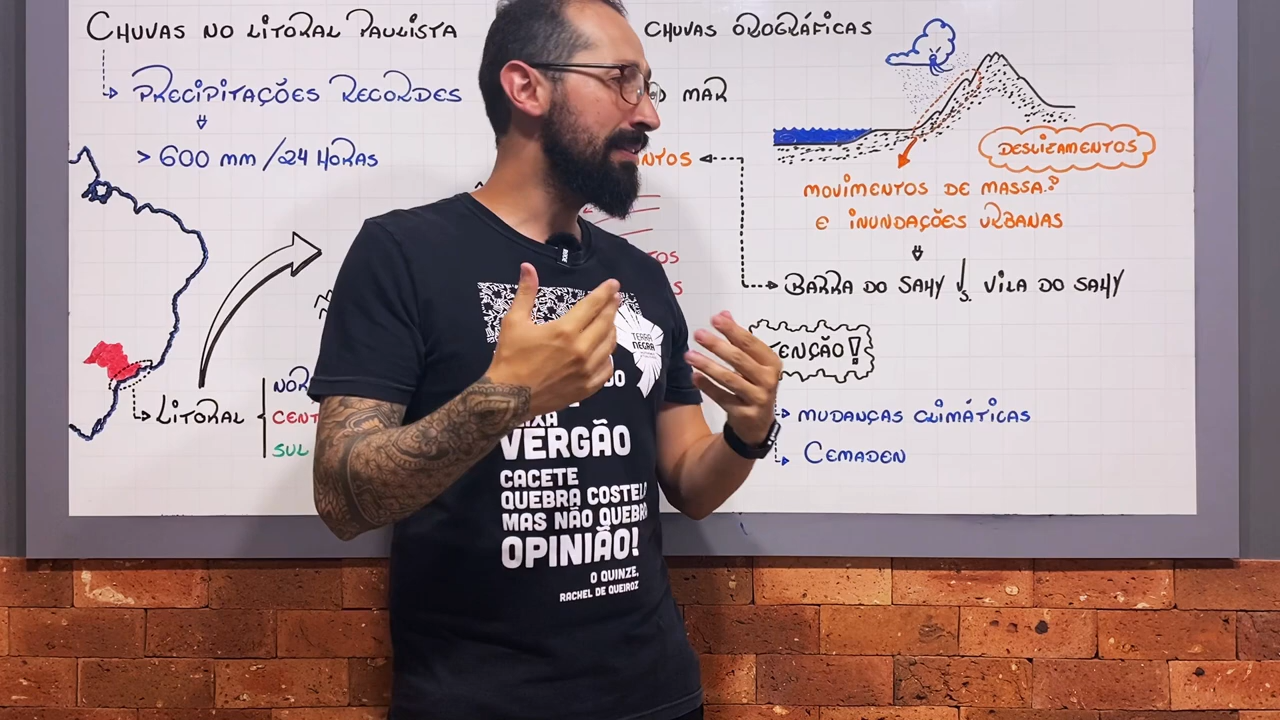 CHUVAS NO LITORAL PAULISTA
PRECIPITAÇÕES RECORDES
> 600 mm / 24 HORAS
LITORAL
SUL
CHUVAS OROGRÁFICAS
MAR
DESLIZAMENTOS
MOVIMENTOS DE MASSA
E INUNDAÇÕES URBANAS
BARRA DO SAHY VILA DO SAHY
MUDANÇAS CLIMÁTICAS
CEMADEN
TERRA
NEGRA
VERGÃO
CACETE
QUEBRA COSTEL
MAS NÃO QUEBRA
OPINIÃO!
O QUINZE,
RACHEL DE QUEIROZ